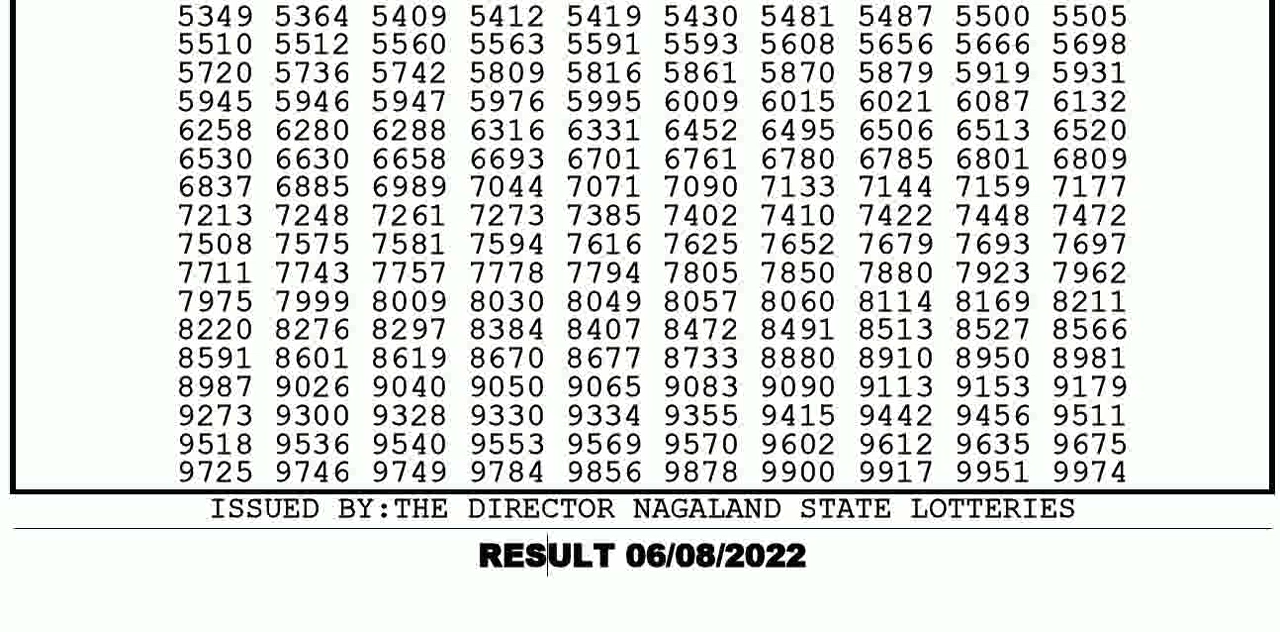 5349 5364 5409 5412 5419 5430 5481 5487 5500 5505
5510 5512 5560 5563 5591 5593 5608 5656 5666 5698
5720 5736 5742 5809 5816 5861 5870 5879 5919 5931
5945 5946 5947 5976 5995 6009 6015 6021 6087 6132
6258 6280 6288 6316 6331 6452 6495 6506 6513 6520
6530 6630 6658 6693 6701 6761 6780 6785 6801 6809
6837 6885 6989 7044 7071 7090 7133 7144 7159 7177
7213 7248 7261 7273 7385 7402 7410 7422 7448 7472
7508 7575 7581 7594 7616 7625 7652 7679 7693 7697
7711 7743 7757 7778 7794 7805 7850 7880 7923 7962
7975 7999 8009 8030 8049 8057 8060 8114 8169 8211
8220 8276 8297 8384 8407 8472 8491 8513 8527 8566
8591 8601 8619 8670 8677 8733 8880 8910 8950 8981
8987 9026 9040 9050 9065 9083 9090 9113 9153 9179
9273 9300 9328 9330 9334 9355 9415 9442 9456 9511
9518 9536 9540 9553 9569 9570 9602 9612 9635 9675
9725 9746 9749 9784 9856 9878 9900 9917 9951 9974
ISSUED BY:THE DIRECTOR NAGALAND STATE LOTTERIES
RESULT 06/08/2022